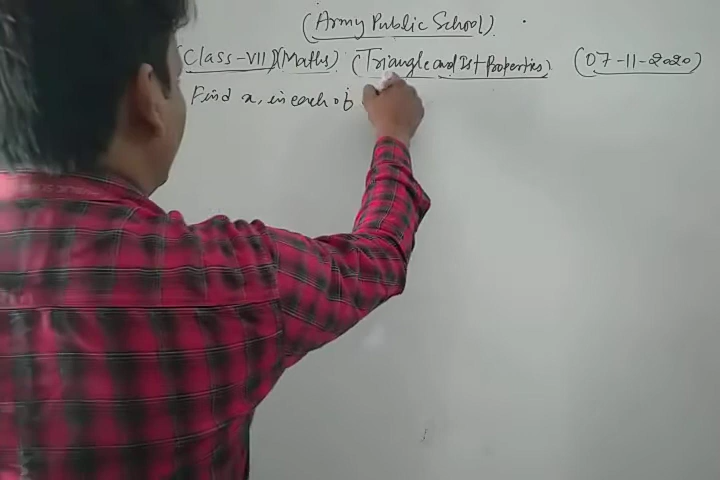 (Army Public School).
(Class-VII)(Maths) (Triangle and Its Properties) (07-11-2020)
Find x, in each of